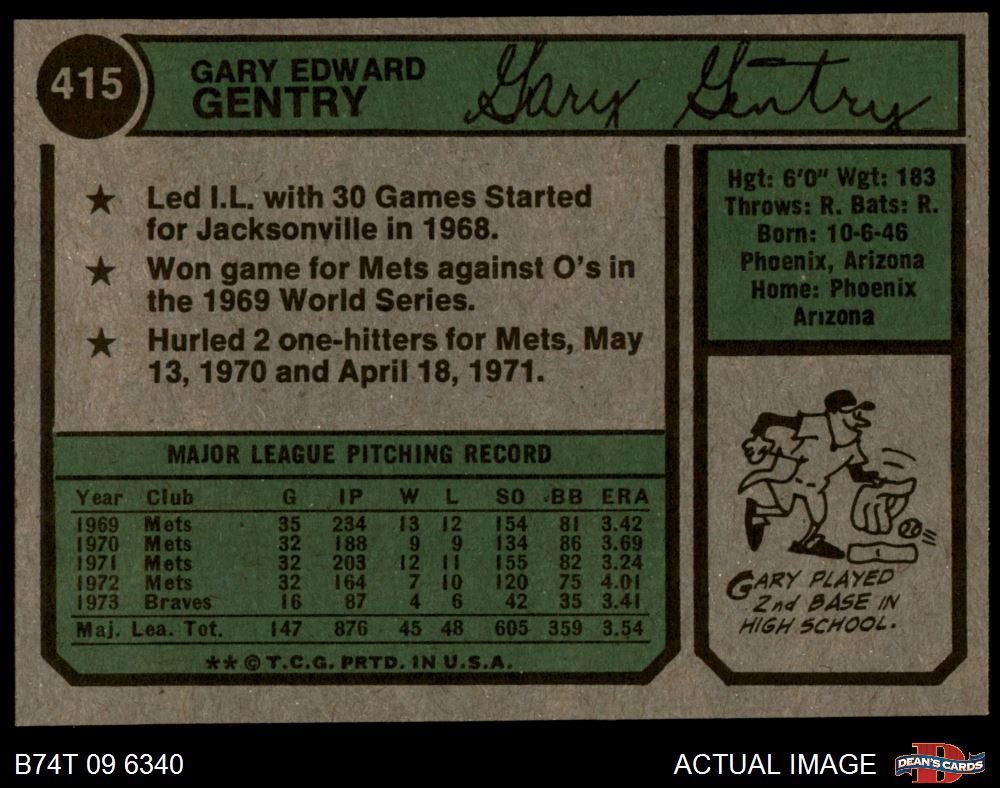 415
GARY EDWARD
GENTRY
Gary Gentry
★ Led I.L. with 30 Games Started
for Jacksonville in 1968.
★ Won game for Mets against O's in
the 1969 World Series.
★ Hurled 2 one-hitters for Mets, May
13, 1970 and April 18, 1971.
Hgt: 6'0" Wgt: 183
Throws: R. Bats: R.
Born: 10-6-46
Phoenix, Arizona
Home: Phoenix
Arizona
MAJOR LEAGUE PITCHING RECORD
Year Club G IP W L SO BB ERA
1969 Mets 35 234 13 12 154 81 3.42
1970 Mets 32 188 9 9 134 86 3.69
1971 Mets 32 203 12 11 155 82 3.24
1972 Mets 32 164 7 10 120 75 4.01
1973 Braves 16 87 4 6 42 35 3.41
Maj. Lea. Tot. 147 876 45 48 605 359 3.54
** © T.C.G. PRTD. IN U.S.A.
GARY PLAYED
2nd BASE IN
HIGH SCHOOL.
B74T 09 6340
ACTUAL IMAGE
D
DEAN'S CARDS